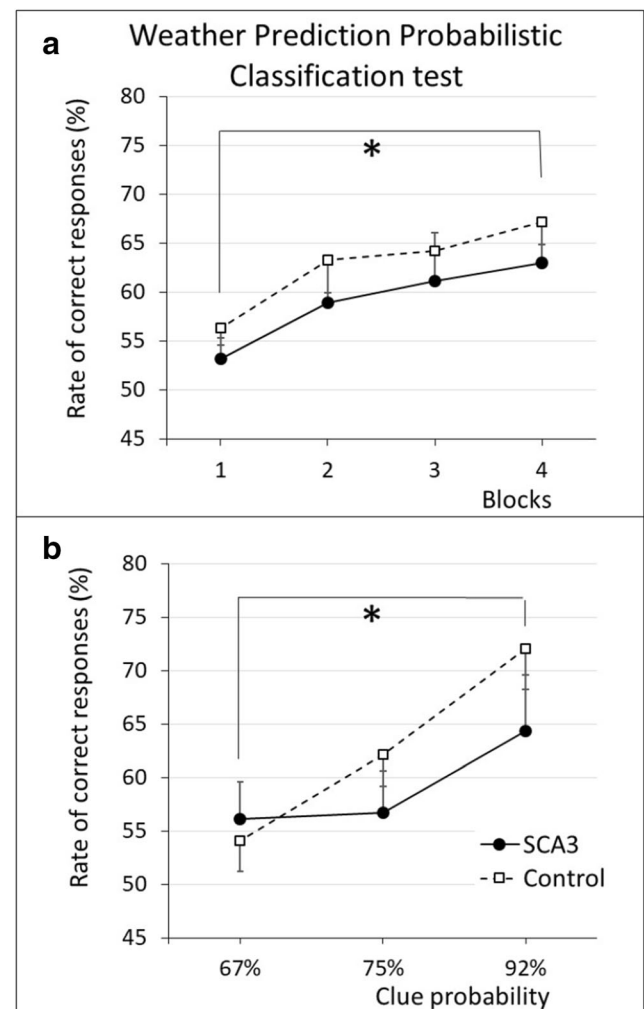 a
Weather Prediction Probabilistic
Classification test
Rate of correct responses (%)
80
75
70
65
60
55
50
45
*
1 2 3 4
Blocks
b
Rate of correct responses (%)
80
75
70
65
60
55
50
45
*
SCA3
Control
67% 75% 92%
Clue probability